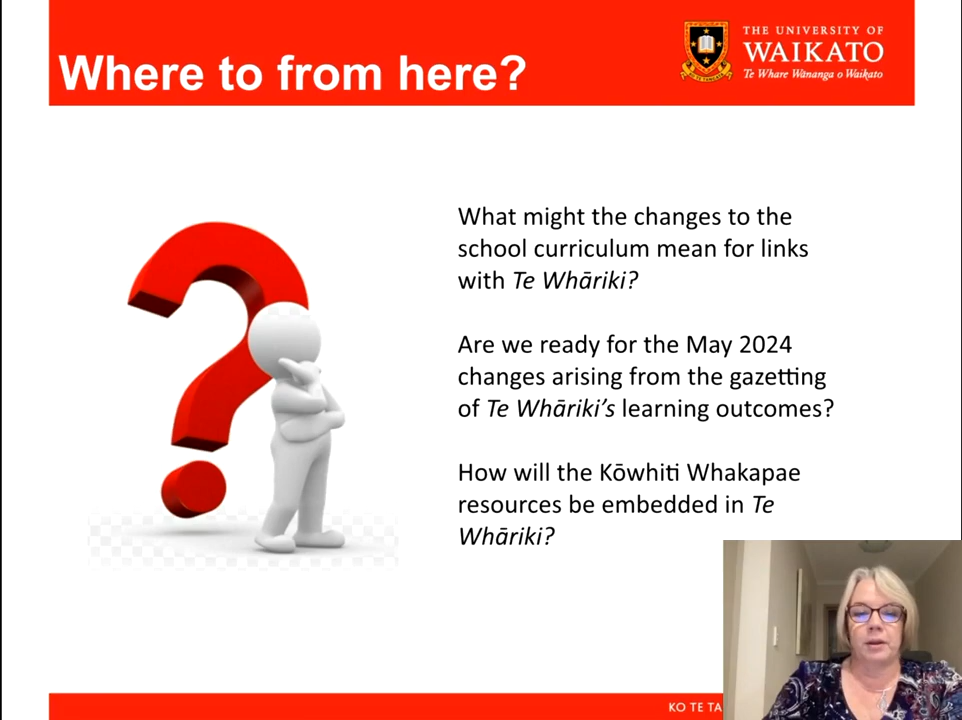 Where to from here?
THE UNIVERSITY OF
WAIKATO
Te Whare Wānanga o Waikato
What might the changes to the
school curriculum mean for links
with Te Whāriki?
Are we ready for the May 2024
changes arising from the gazetting
of Te Whāriki’s learning outcomes?
How will the Kōwhiti Whakapae
resources be embedded in Te
Whāriki?
KO TE TA